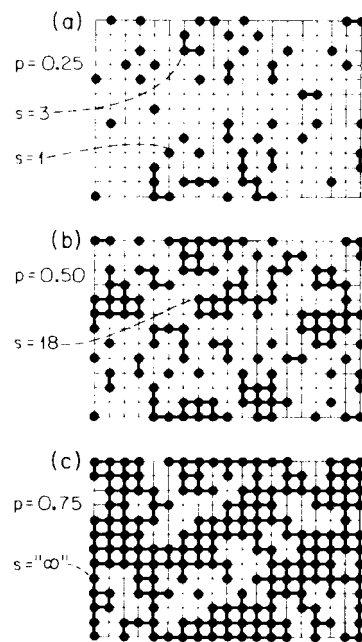 (a)
p = 0.25
s = 3
s = 1
(b)
p = 0.50
s = 18
(c)
p = 0.75
s = "∞"